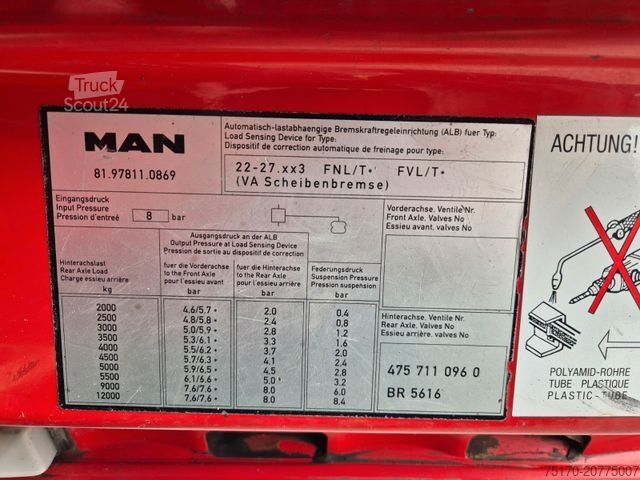 Truck
Scout24
MAN
81.97811.0869
Automatisch-lastabhaengige Bremskraftregeleinrichtung (ALB) fuer Typ:
Load Sensing Device for Type:
Dispositif de correction automatique de freinage pour type:
22-27.xx3 FNL/T* FVL/T*
(VA Scheibenbremse)
Eingangsdruck
Input Pressure
Pression d'entreé 8 bar
Vorderachse. Ventile Nr.
Front Axle. Valves No
Essieu avant. valves No
Ausgangsdruck an der ALB
Output Pressure at Load Sensing Device
Pression de sortie au dispositif de correction
Hinterachslast
Rear Axle Load
Charge essieu arrière
kg
fuer die Vorderachse
to the Front Axle
pour l'essieu avant
bar
fuer die Hinterachse
to the Rear Axle
pour l'essieu arrière
bar
Federungsdruck
Suspension Pressure
Pression suspension
bar
2000 4.6/5.7* 2.0 0.4
2500 4.8/5.8* 2.4 0.8
3000 5.0/5.9* 2.8 1.2
3500 5.3/6.1* 3.3 1.6
4000 5.5/6.2* 3.7 2.0
4500 5.7/6.3* 4.1 2.4
5000 5.9/6.5* 4.5 2.8
5500 6.1/6.6* 5.0 3.2
9000 7.6/7.6* 8.0 6.0
12000 7.6/7.6* 8.0 8.4
Hinterachse. Ventile Nr.
Rear Axle. Valves No
Essieu arrière. Valves No
475 711 096 0
BR 5616
ACHTUNG!
POLYAMID-ROHRE
TUBE PLASTIQUE
PLASTIC-TUBE
75170-20775007